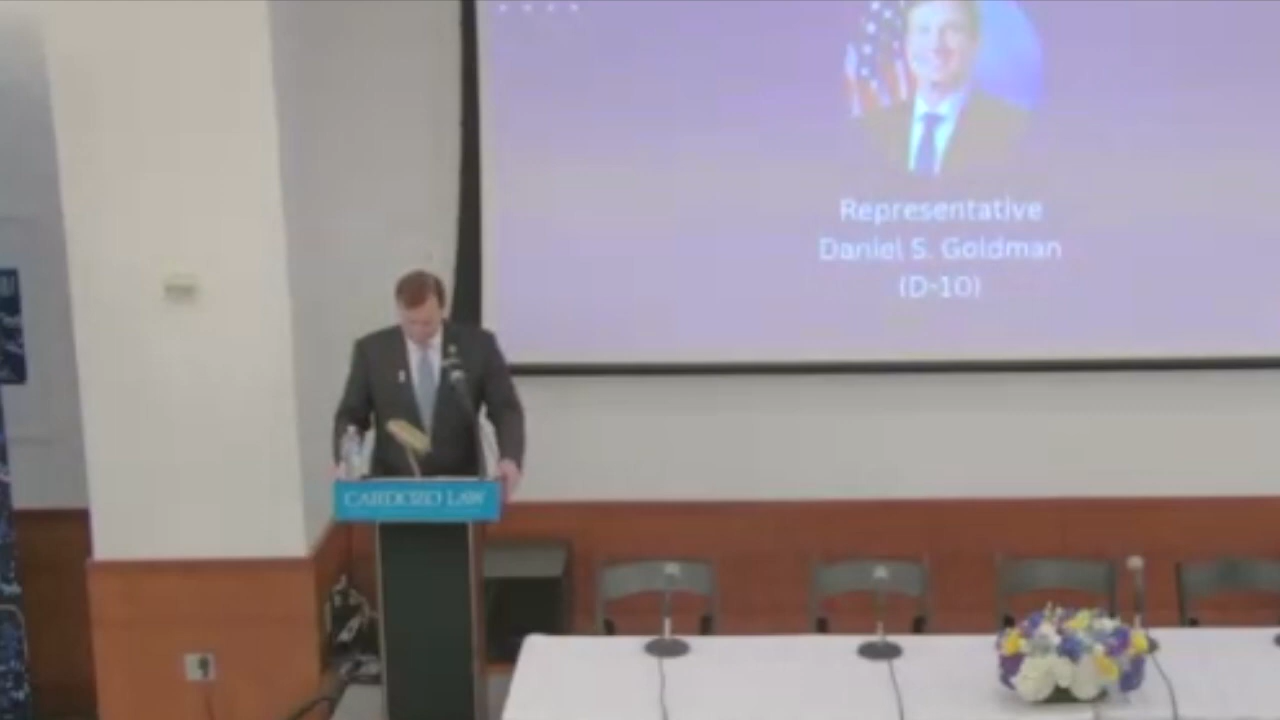 Representative
Daniel S. Goldman
(D-10)
CARDOZO LAW